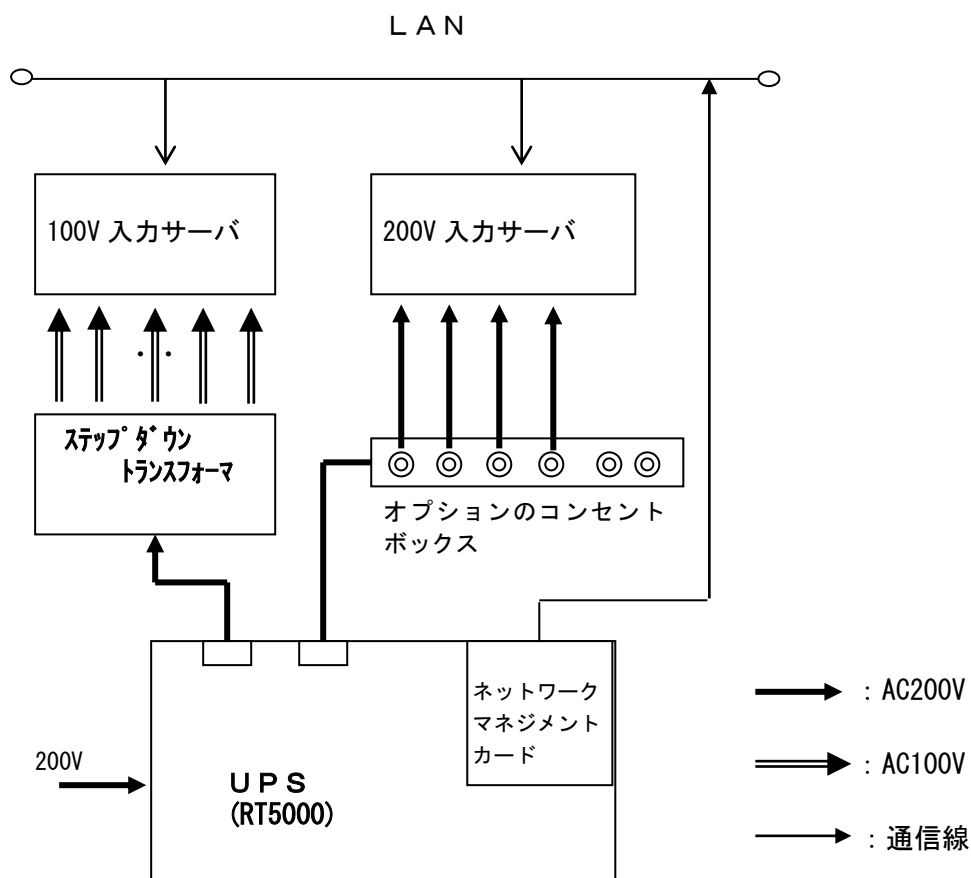 ＬＡＮ
100V 入力サーバ
200V 入力サーバ
ステップダウン
トランスフォーマ
オプションのコンセント
ボックス
ネットワーク
マネジメント
カード
200V
ＵＰＳ
(RT5000)
：AC200V
：AC100V
：通信線